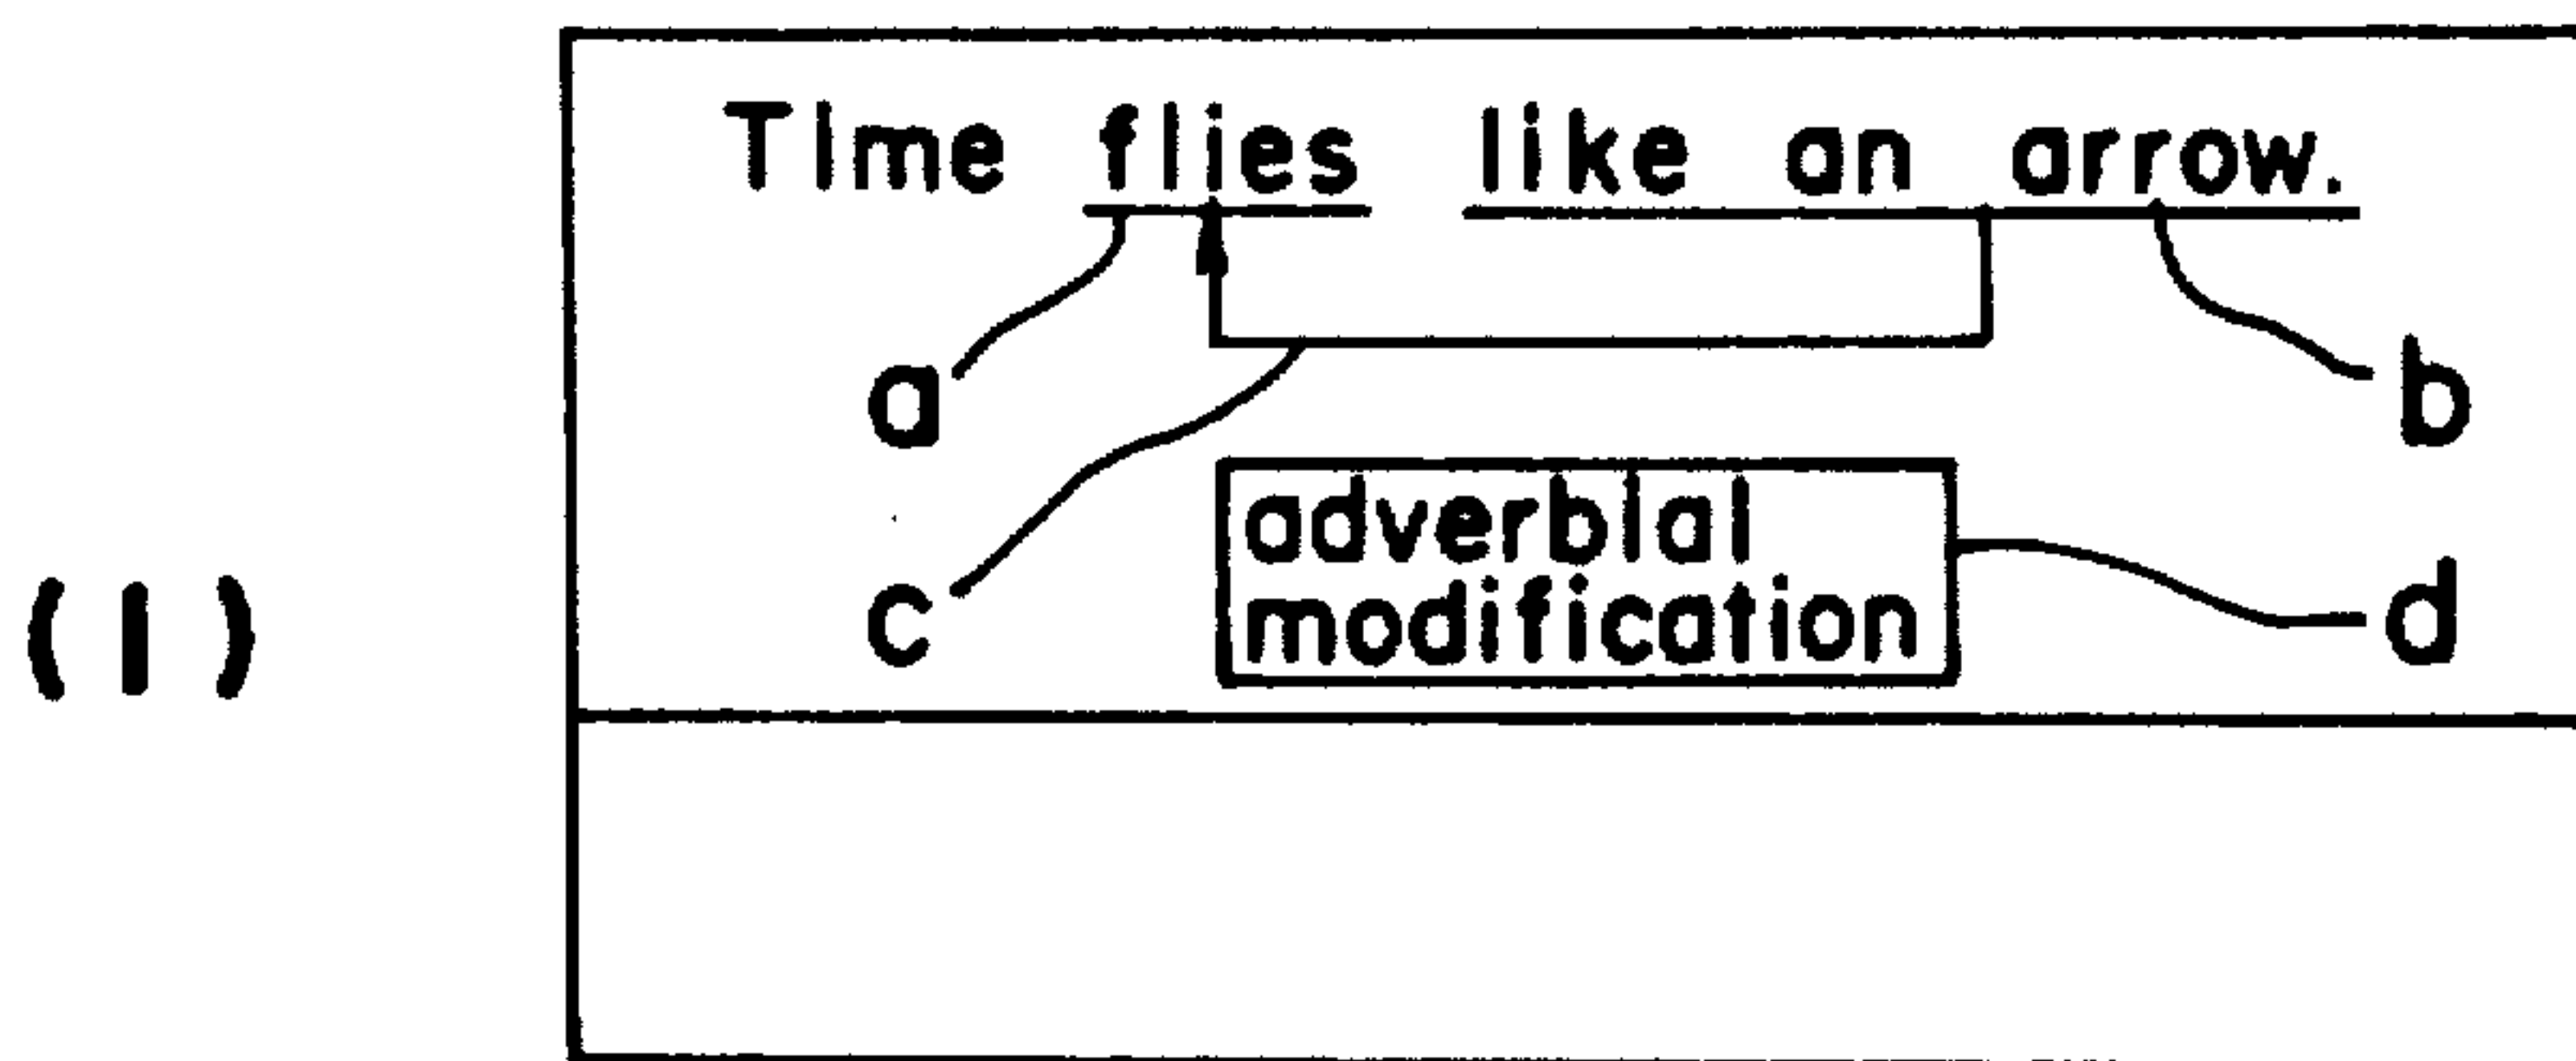 Time flies like an arrow.
a
b
adverbial
modification
c
d
(1)